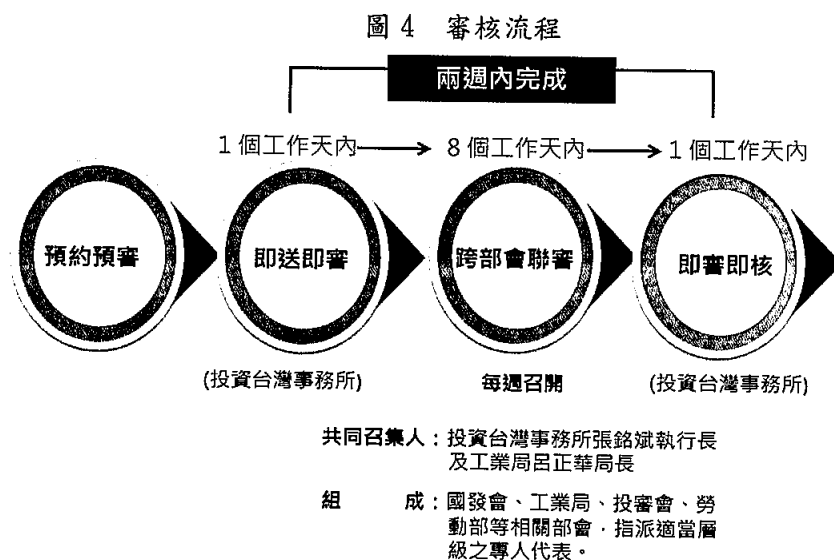 圖 4 審核流程
兩週內完成
1 個工作天內 8 個工作天內 1 個工作天內
預約預審 即送即審 跨部會聯審 即審即核
(投資台灣事務所) 每週召開 (投資台灣事務所)
共同召集人：投資台灣事務所張銘斌執行長
及工業局呂正華局長
組 成：國發會、工業局、投審會、勞
動部等相關部會，指派適當層
級之專人代表。